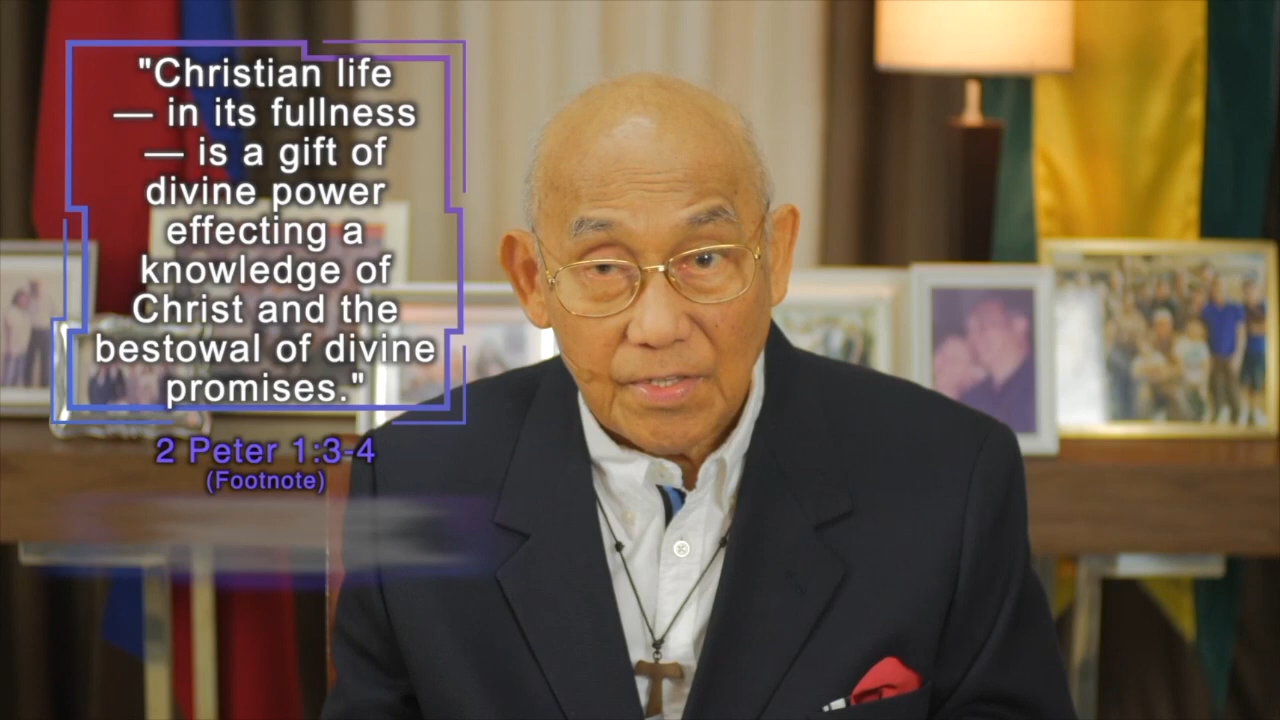 "Christian life
— in its fullness
— is a gift of
divine power
effecting a
knowledge of
Christ and the
bestowal of divine
promises."
2 Peter 1:3-4
(Footnote)